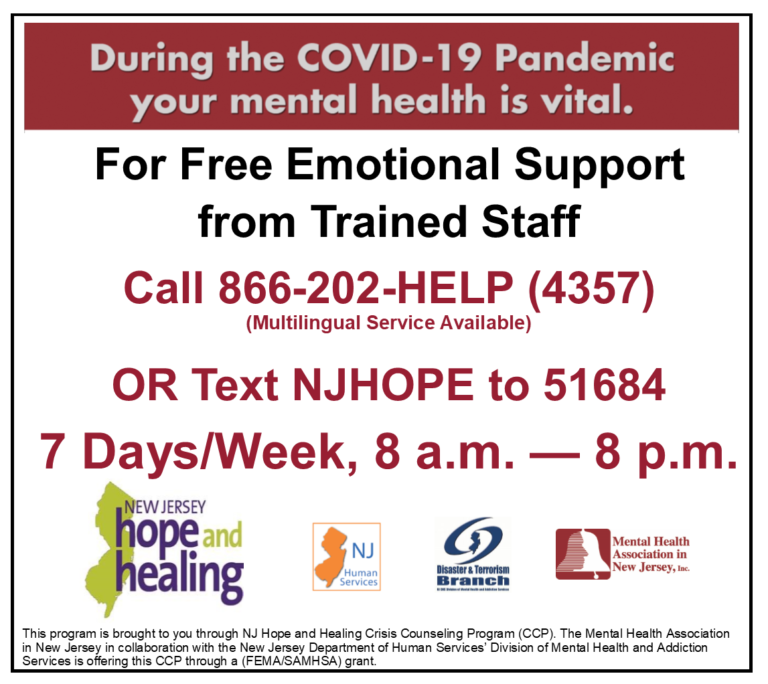 During the COVID-19 Pandemic
your mental health is vital.
For Free Emotional Support
from Trained Staff
Call 866-202-HELP (4357)
(Multilingual Service Available)
OR Text NJHOPE to 51684
7 Days/Week, 8 a.m. — 8 p.m.
NEW JERSEY
hope and
healing
NJ
Human
Services
Disaster & Terrorism
Branch
Mental Health
Association in
New Jersey, Inc.
This program is brought to you through NJ Hope and Healing Crisis Counseling Program (CCP). The Mental Health Association
in New Jersey in collaboration with the New Jersey Department of Human Services' Division of Mental Health and Addiction
Services is offering this CCP through a (FEMA/SAMHSA) grant.